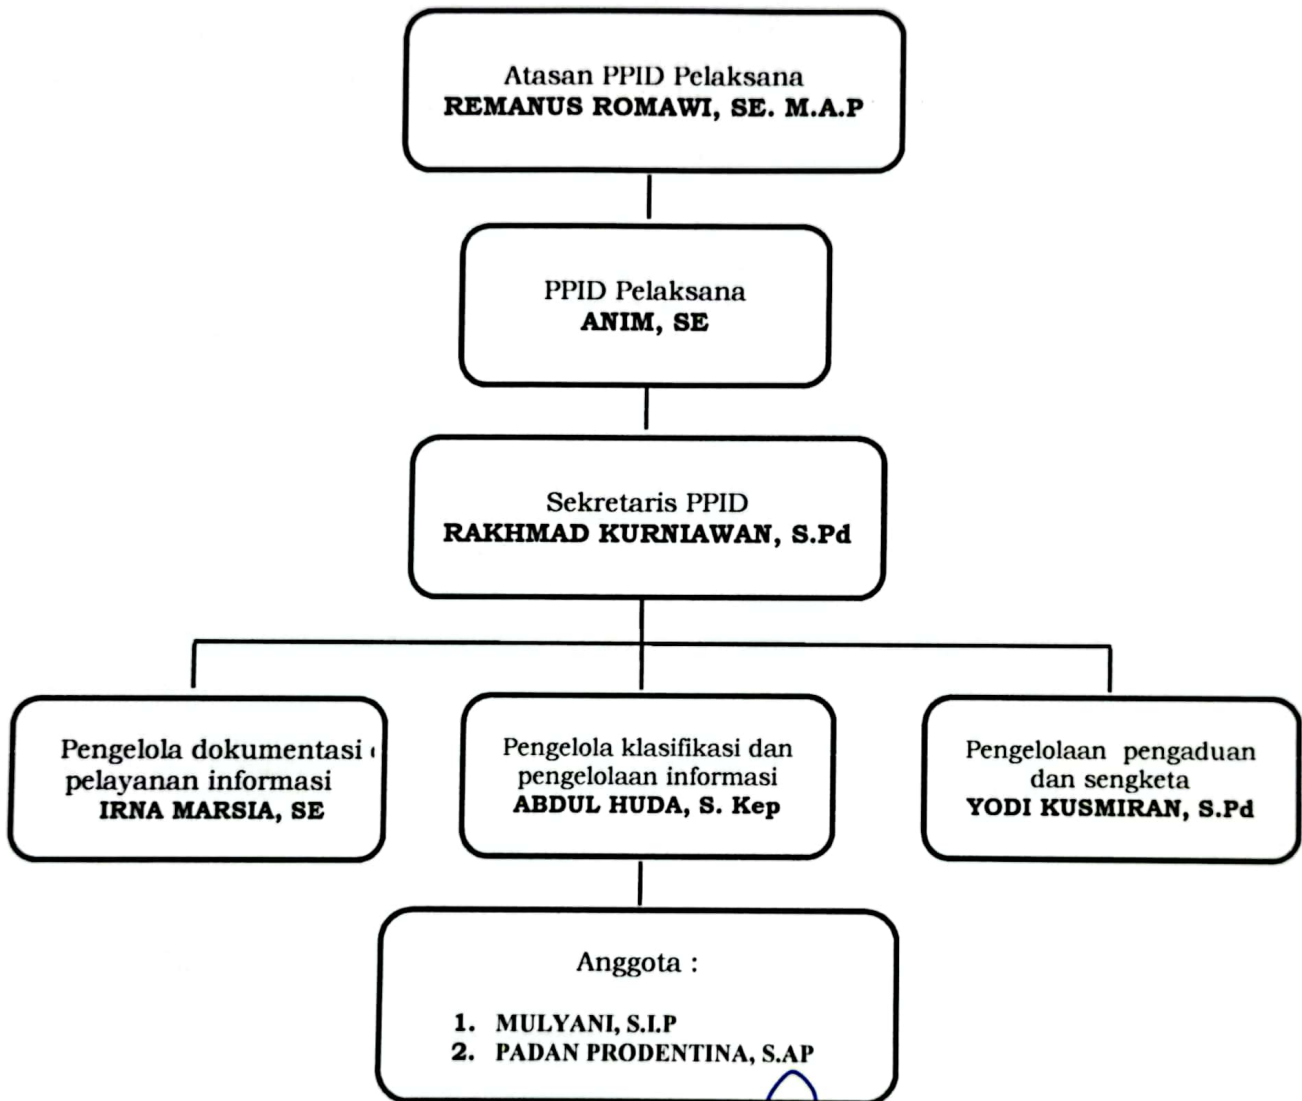 Atasan PPID Pelaksana
REMANUS ROMAWI, SE. M.A.P
PPID Pelaksana
ANIM, SE
Sekretaris PPID
RAKHMAD KURNIAWAN, S.Pd
Pengelola dokumentasi
pelayanan informasi
IRNA MARSIA, SE
Pengelola klasifikasi dan
pengelolaan informasi
ABDUL HUDA, S. Kep
Pengelolaan pengaduan
dan sengketa
YODI KUSMIRAN, S.Pd
Anggota :
1. MULYANI, S.I.P
2. PADAN PRODENTINA, S.AP